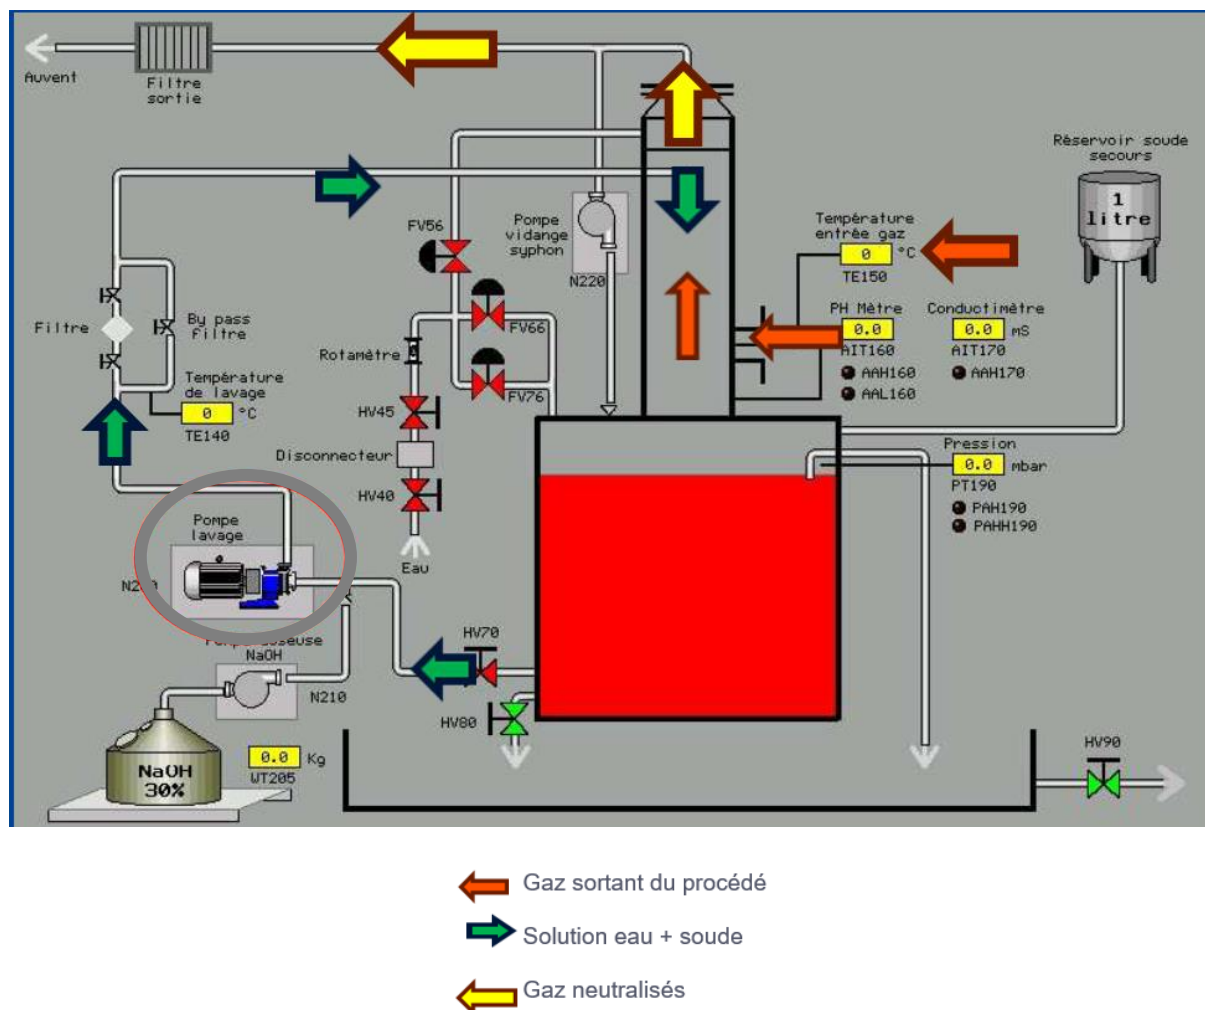 Auvent
Filtre
sortie
Réservoir soude
secours
1
litre
FV56
Pompe
vidange
syphon
N220
Température
entrée gaz
0 °C
TE150
PH Mètre
0.0
AIT160
AAH160
AAL160
Conductimètre
0.0 mS
AIT170
AAH170
Filtre
By pass
filtre
Rotamètre
FV66
FV76
Température
de lavage
0 °C
TE140
HV45
Disconnecteur
HV40
Eau
Pression
0.0 mbar
PT190
PAH190
PAHH190
Pompe
lavage
HV70
NaOH
N210
HV80
HV90
0.0 Kg
WT205
NaOH
30%
Gaz sortant du procédé
Solution eau + soude
Gaz neutralisés